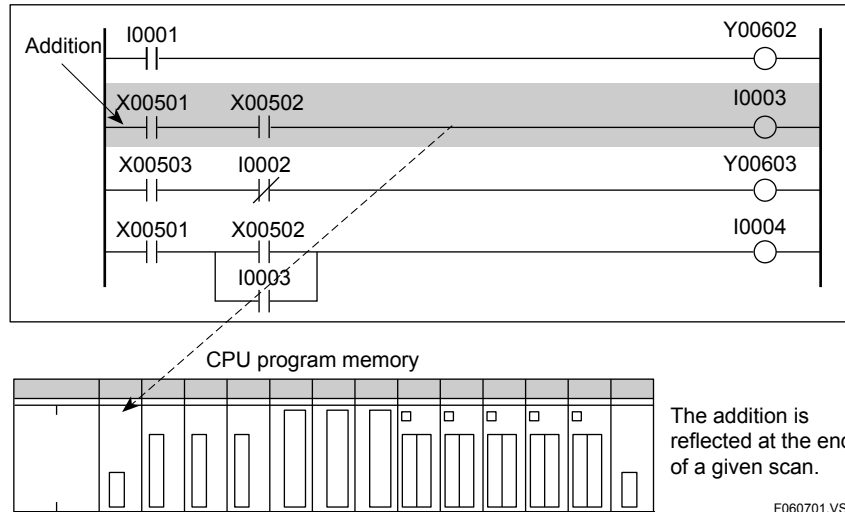 I0001 Y00602
Addition
X00501 X00502 I0003
X00503 I0002 Y00603
X00501 X00502 I0004
I0003
CPU program memory
The addition is
reflected at the end
of a given scan.
F060701.VS